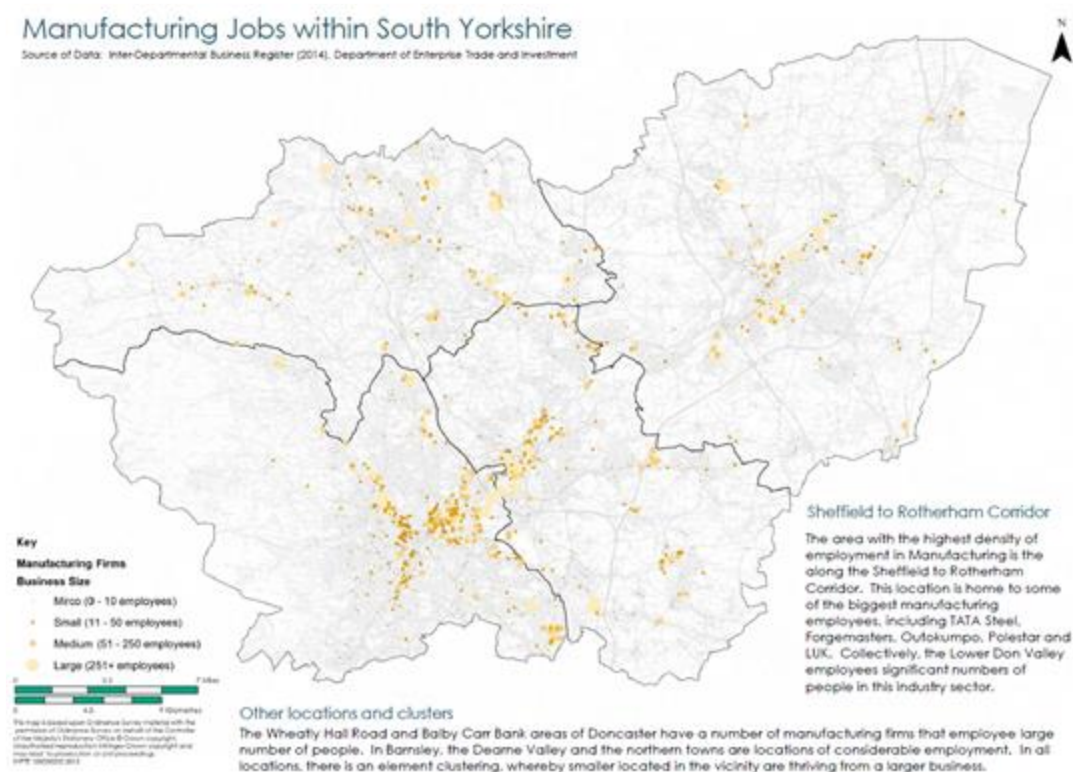 Manufacturing Jobs within South Yorkshire
Source of Data: Inter-Departmental Business Register (2014), Department of Enterprise Trade and Investment
N
Sheffield to Rotherham Corridor
The area with the highest density of
employment in Manufacturing is the
along the Sheffield to Rotherham
Corridor. This location is home to some
of the biggest manufacturing
employees, including TATA Steel,
Forgemasters, Outokumpo, Polestar and
LUK. Collectively, the Lower Don Valley
employees significant numbers of
people in this industry sector.
Key
Manufacturing Firms
Business Size
Mirco (0 - 10 employees)
Small (11 - 50 employees)
Medium (51 - 250 employees)
Large (251+ employees)
Other locations and clusters
The Wheatly Hall Road and Balby Carr Bank areas of Doncaster have a number of manufacturing firms that employee large
number of people. In Barnsley, the Dearne Valley and the northern towns are locations of considerable employment. In all
locations, there is an element clustering, whereby smaller located in the vicinity are thriving from a larger business.